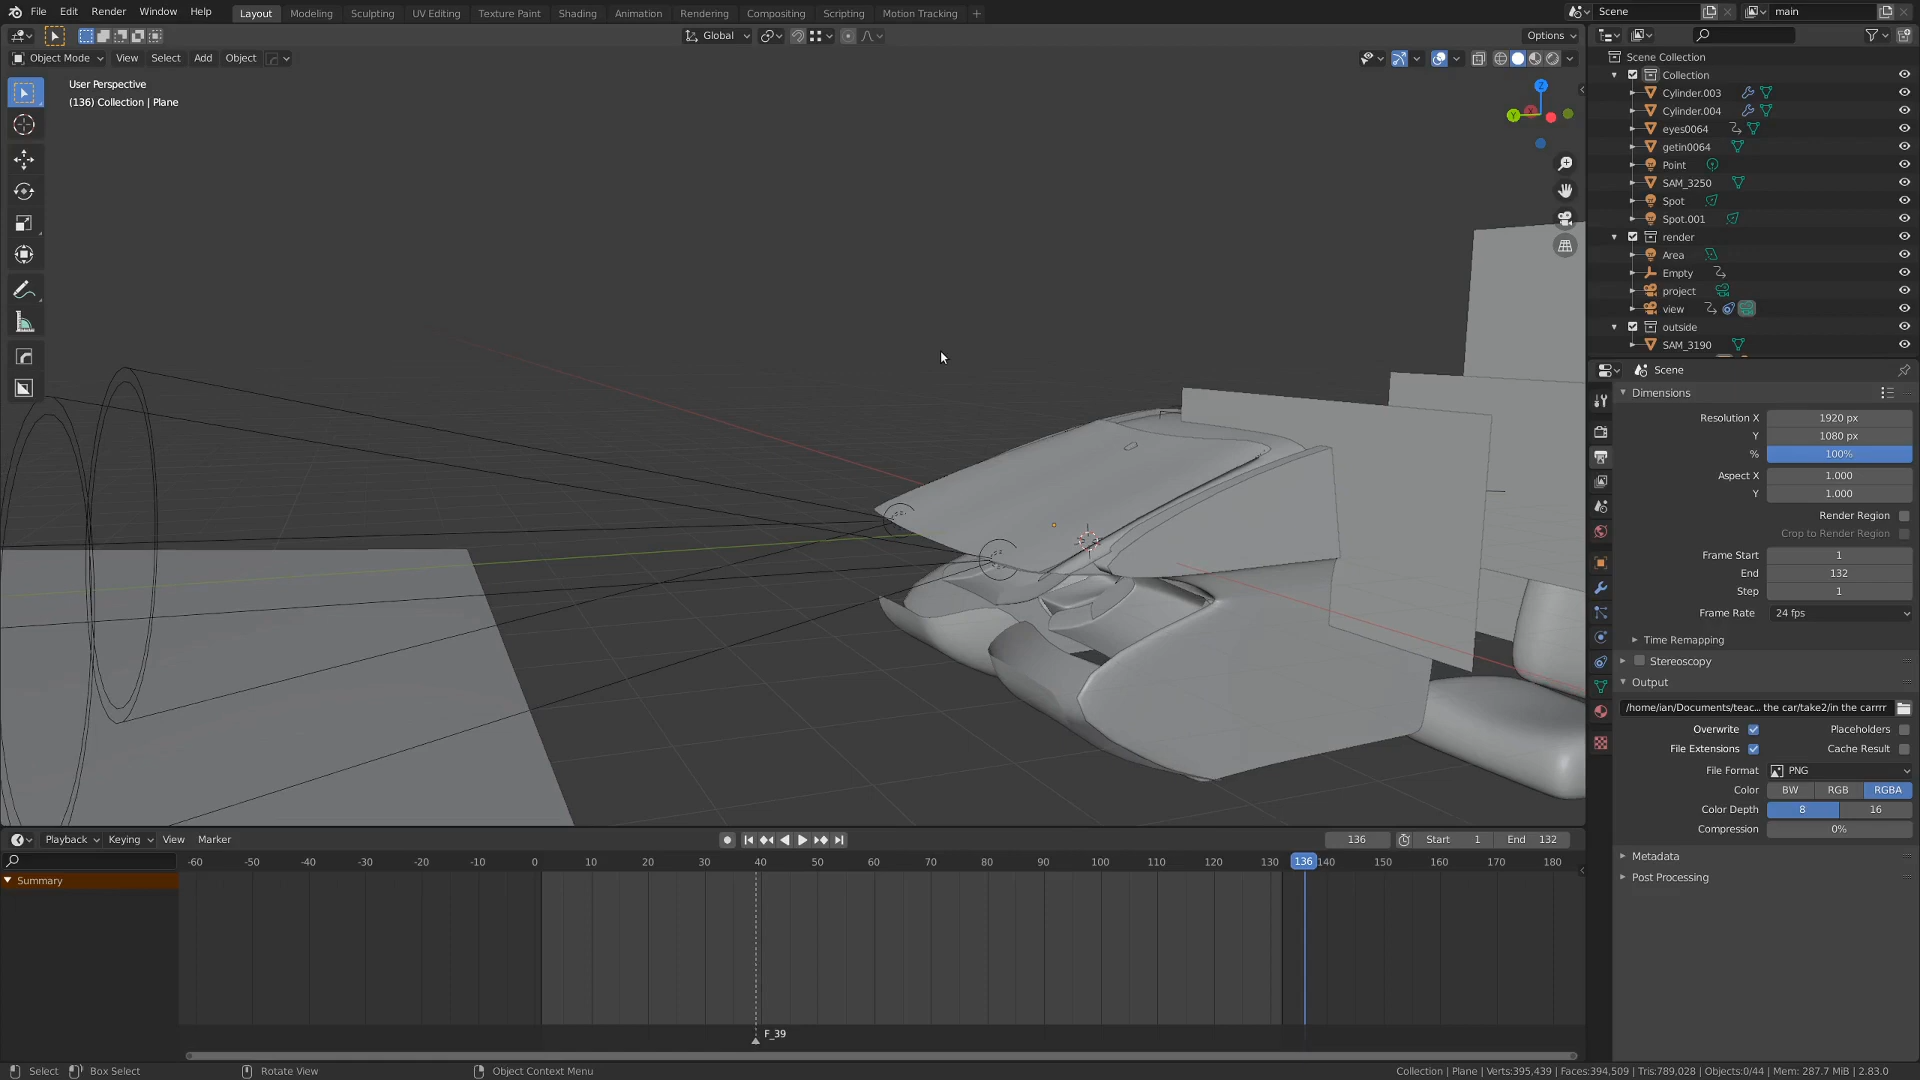 File Edit Render Window Help Layout Modeling Sculpting UV Editing Texture Paint Shading Animation Rendering Compositing Scripting Motion Tracking + Scene main
Global Options
Object Mode View Select Add Object
User Perspective
(136) Collection | Plane
Z
Y
X
Scene Collection
Collection
Cylinder.003
Cylinder.004
eyes0064
getin0064
Point
SAM_3250
Spot
Spot.001
render
Area
Empty
project
view
outside
SAM_3190
Scene
Dimensions
Resolution X 1920 px
Y 1080 px
% 100%
Aspect X 1.000
Y 1.000
Render Region
Crop to Render Region
Frame Start 1
End 132
Step 1
Frame Rate 24 fps
Time Remapping
Stereoscopy
Output
/home/ian/Documents/teac... the car/take2/in the carrrr
Overwrite Placeholders
File Extensions Cache Result
File Format PNG
Color BW RGB RGBA
Color Depth 8 16
Compression 0%
Metadata
Post Processing
Playback Keying View Marker 136 Start 1 End 132
-60 -50 -40 -30 -20 -10 0 10 20 30 40 50 60 70 80 90 100 110 120 130 136 140 150 160 170 180
Summary
F_39
Select Box Select Rotate View Object Context Menu Collection | Plane | Verts:395,439 | Faces:394,509 | Tris:789,028 | Objects:0/44 | Mem: 287.7 MiB | 2.83.0